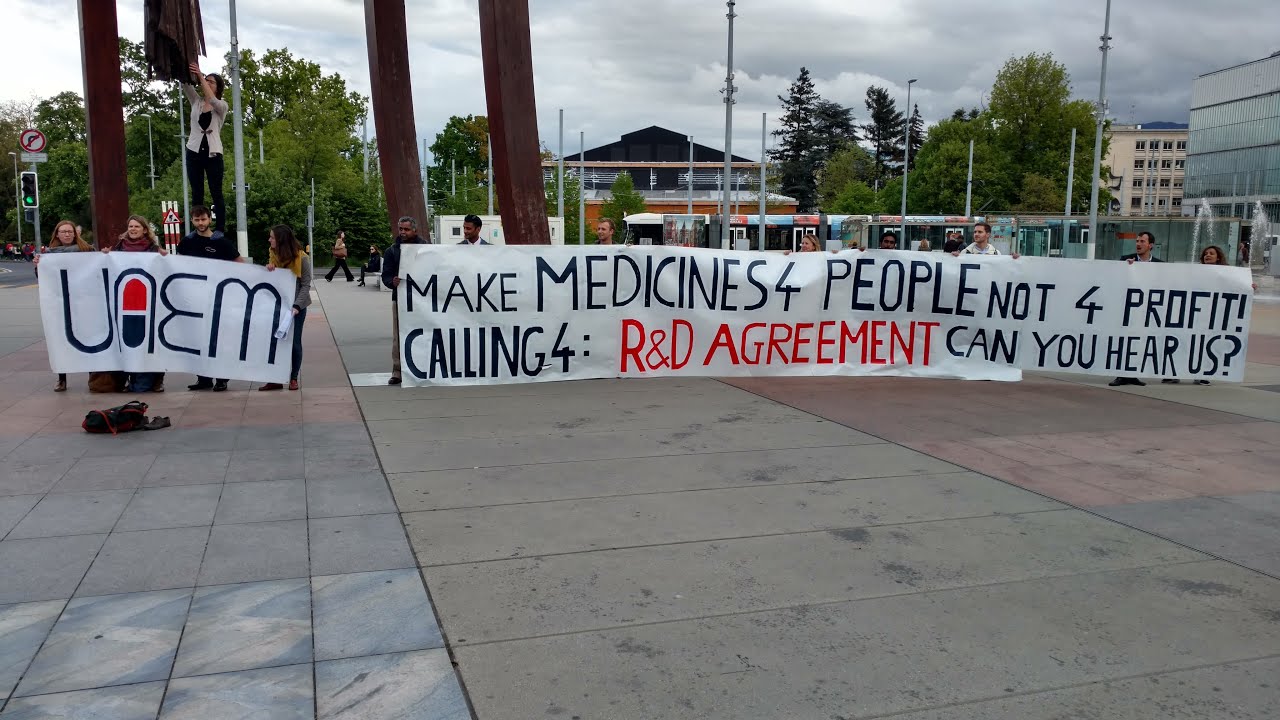 UAEM
MAKE MEDICINES 4 PEOPLE NOT 4 PROFIT!
CALLING 4: R&D AGREEMENT CAN YOU HEAR US?